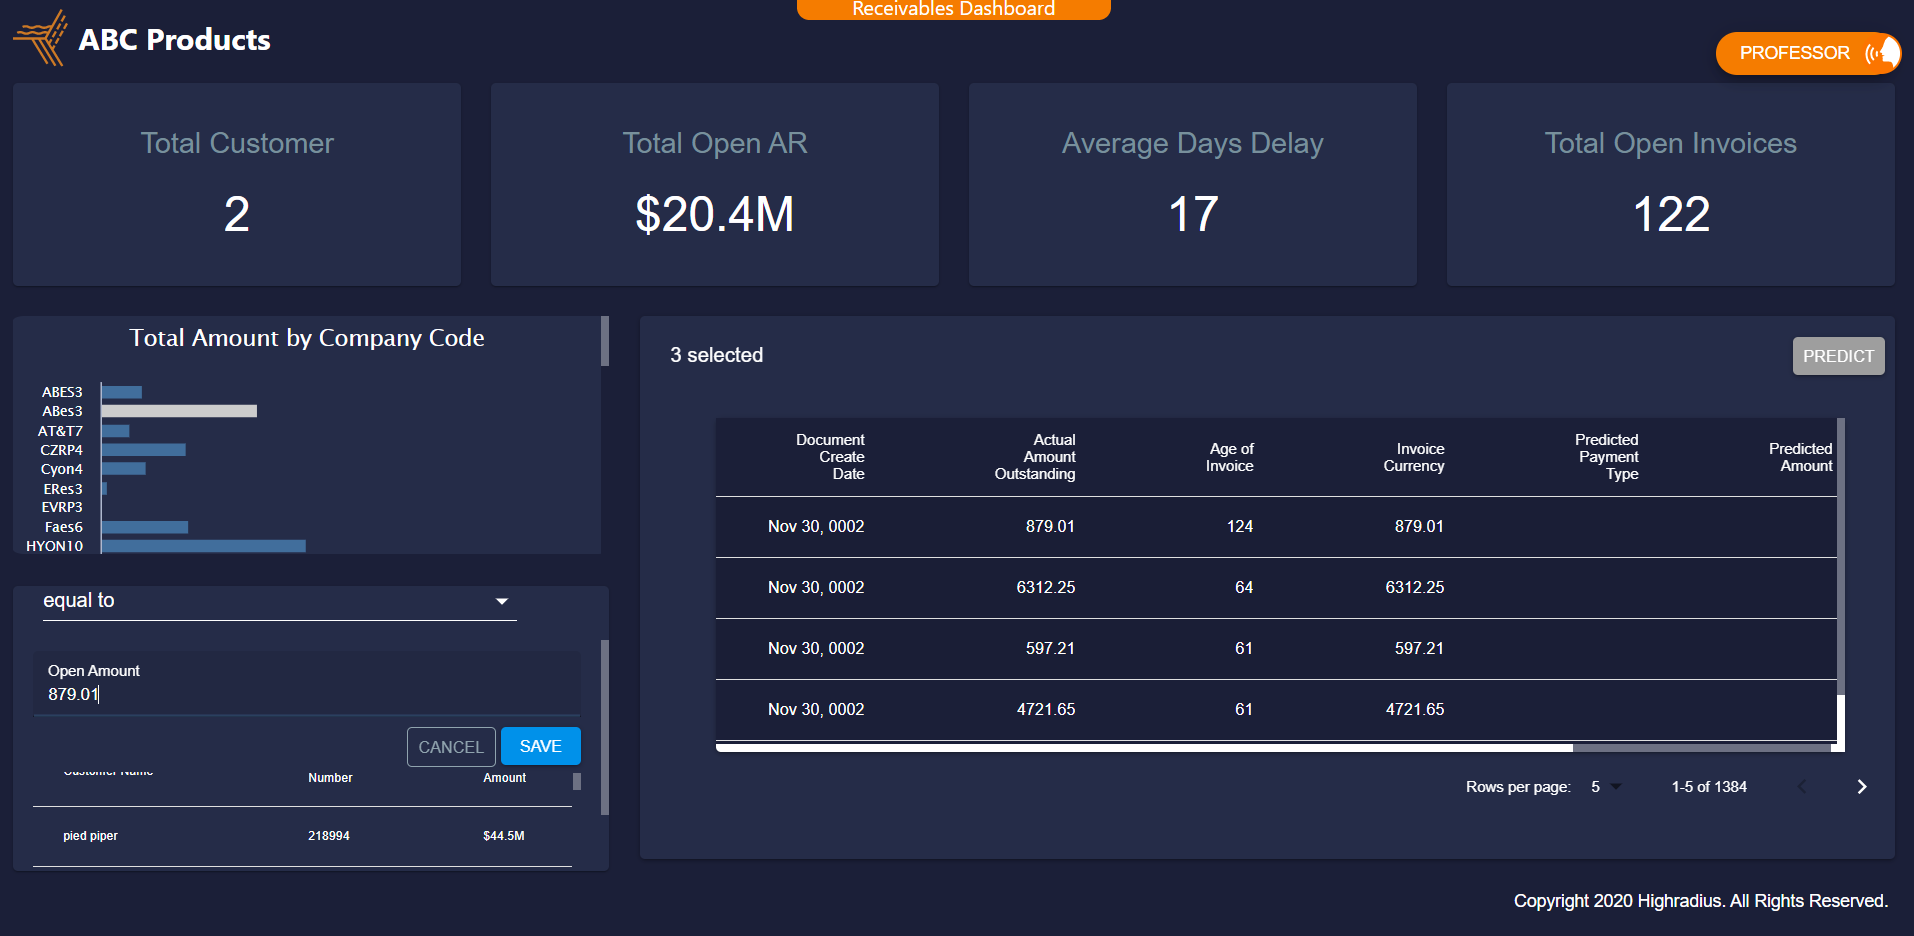 Receivables Dashboard
ABC Products
PROFESSOR
Total Customer
2
Total Open AR
$20.4M
Average Days Delay
17
Total Open Invoices
122
Total Amount by Company Code
ABES3
ABes3
AT&T7
CZRP4
Cyon4
ERes3
EVRP3
Faes6
HYON10
equal to
Open Amount
879.01
CANCEL
SAVE
Customer Name Number Amount
pied piper 218994 $44.5M
3 selected
PREDICT
Document Create Date
Actual Amount Outstanding
Age of Invoice
Invoice Currency
Predicted Payment Type
Predicted Amount
Nov 30, 0002 879.01 124 879.01
Nov 30, 0002 6312.25 64 6312.25
Nov 30, 0002 597.21 61 597.21
Nov 30, 0002 4721.65 61 4721.65
Rows per page: 5 1-5 of 1384
Copyright 2020 Highradius. All Rights Reserved.